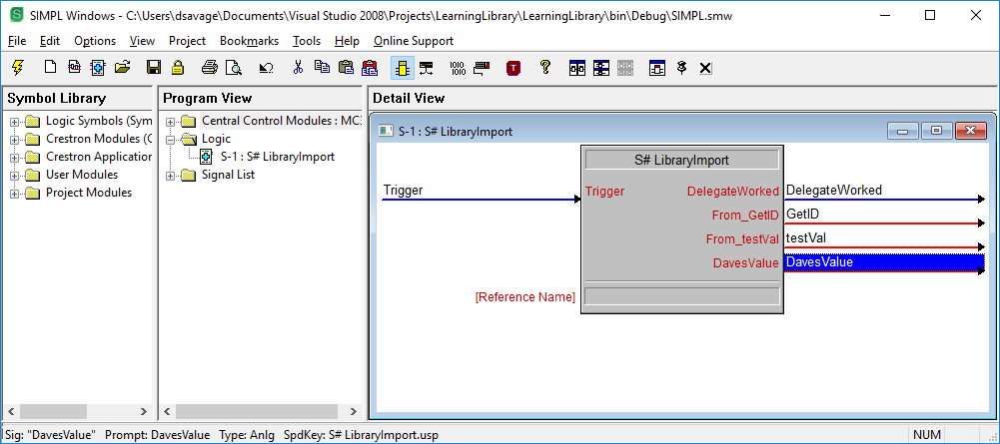 SIMPL Windows - C:\Users\dsavage\Documents\Visual Studio 2008\Projects\LearningLibrary\LearningLibrary\bin\Debug\SIMPL.smw
File Edit Options View Project Bookmarks Tools Help Online Support
Symbol Library
Logic Symbols (Sym
Crestron Modules (C
Crestron Application
User Modules
Project Modules
Program View
Central Control Modules : MC3
Logic
S-1 : S# LibraryImport
Signal List
Detail View
S-1 : S# LibraryImport
S# LibraryImport
Trigger Trigger DelegateWorked DelegateWorked
From_GetID GetID
From_testVal testVal
DavesValue DavesValue
[Reference Name]
Sig: "DavesValue" Prompt: DavesValue Type: Anlg SpdKey: S# LibraryImport.usp NUM